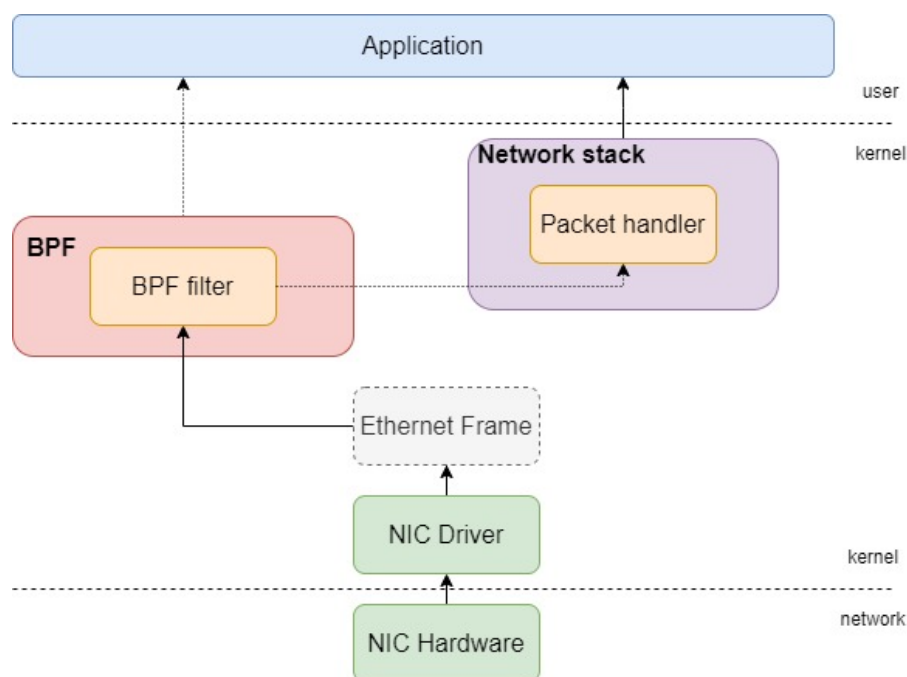 Application
user
kernel
Network stack
Packet handler
BPF
BPF filter
Ethernet Frame
NIC Driver
kernel
network
NIC Hardware